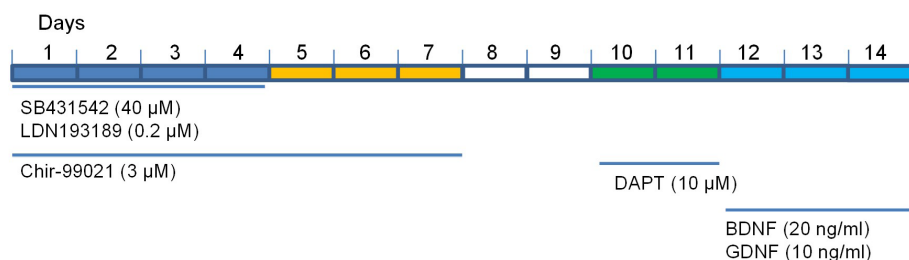 Days
1 2 3 4 5 6 7 8 9 10 11 12 13 14
SB431542 (40 µM)
LDN193189 (0.2 µM)
Chir-99021 (3 µM)
DAPT (10 µM)
BDNF (20 ng/ml)
GDNF (10 ng/ml)